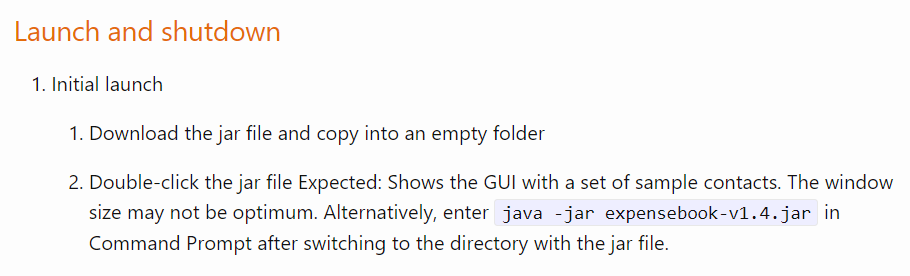 Launch and shutdown
1. Initial launch
1. Download the jar file and copy into an empty folder
2. Double-click the jar file Expected: Shows the GUI with a set of sample contacts. The window
size may not be optimum. Alternatively, enter java -jar expensebook-v1.4.jar in
Command Prompt after switching to the directory with the jar file.